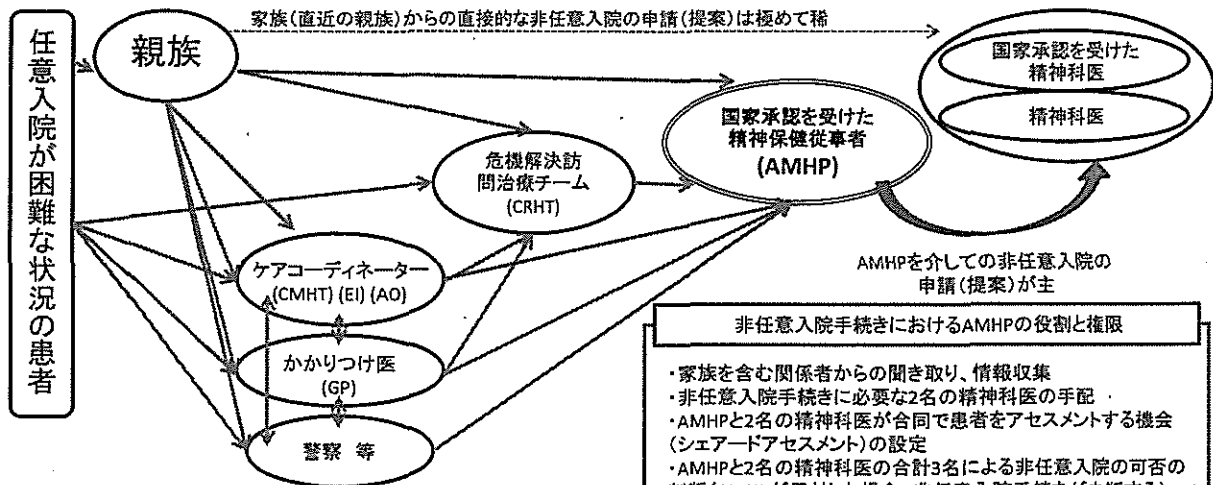 家族(直近の親族)からの直接的な非任意入院の申請(提案)は極めて稀
任意入院が困難な状況の患者
親族
国家承認を受けた
精神科医
精神科医
国家承認を受けた
精神保健従事者
(AMHP)
危機解決訪
問治療チーム
(CRHT)
ケアコーディネーター
(CMHT) (EI) (AO)
かかりつけ医
(GP)
警察 等
AMHPを介しての非任意入院の
申請(提案)が主
非任意入院手続きにおけるAMHPの役割と権限
・家族を含む関係者からの聞き取り、情報収集
・非任意入院手続きに必要な2名の精神科医の手配
・AMHPと2名の精神科医が合同で患者をアセスメントする機会
(シェアードアセスメント)の設定
・AMHPと2名の精神科医の合計3名による非任意入院の可否の